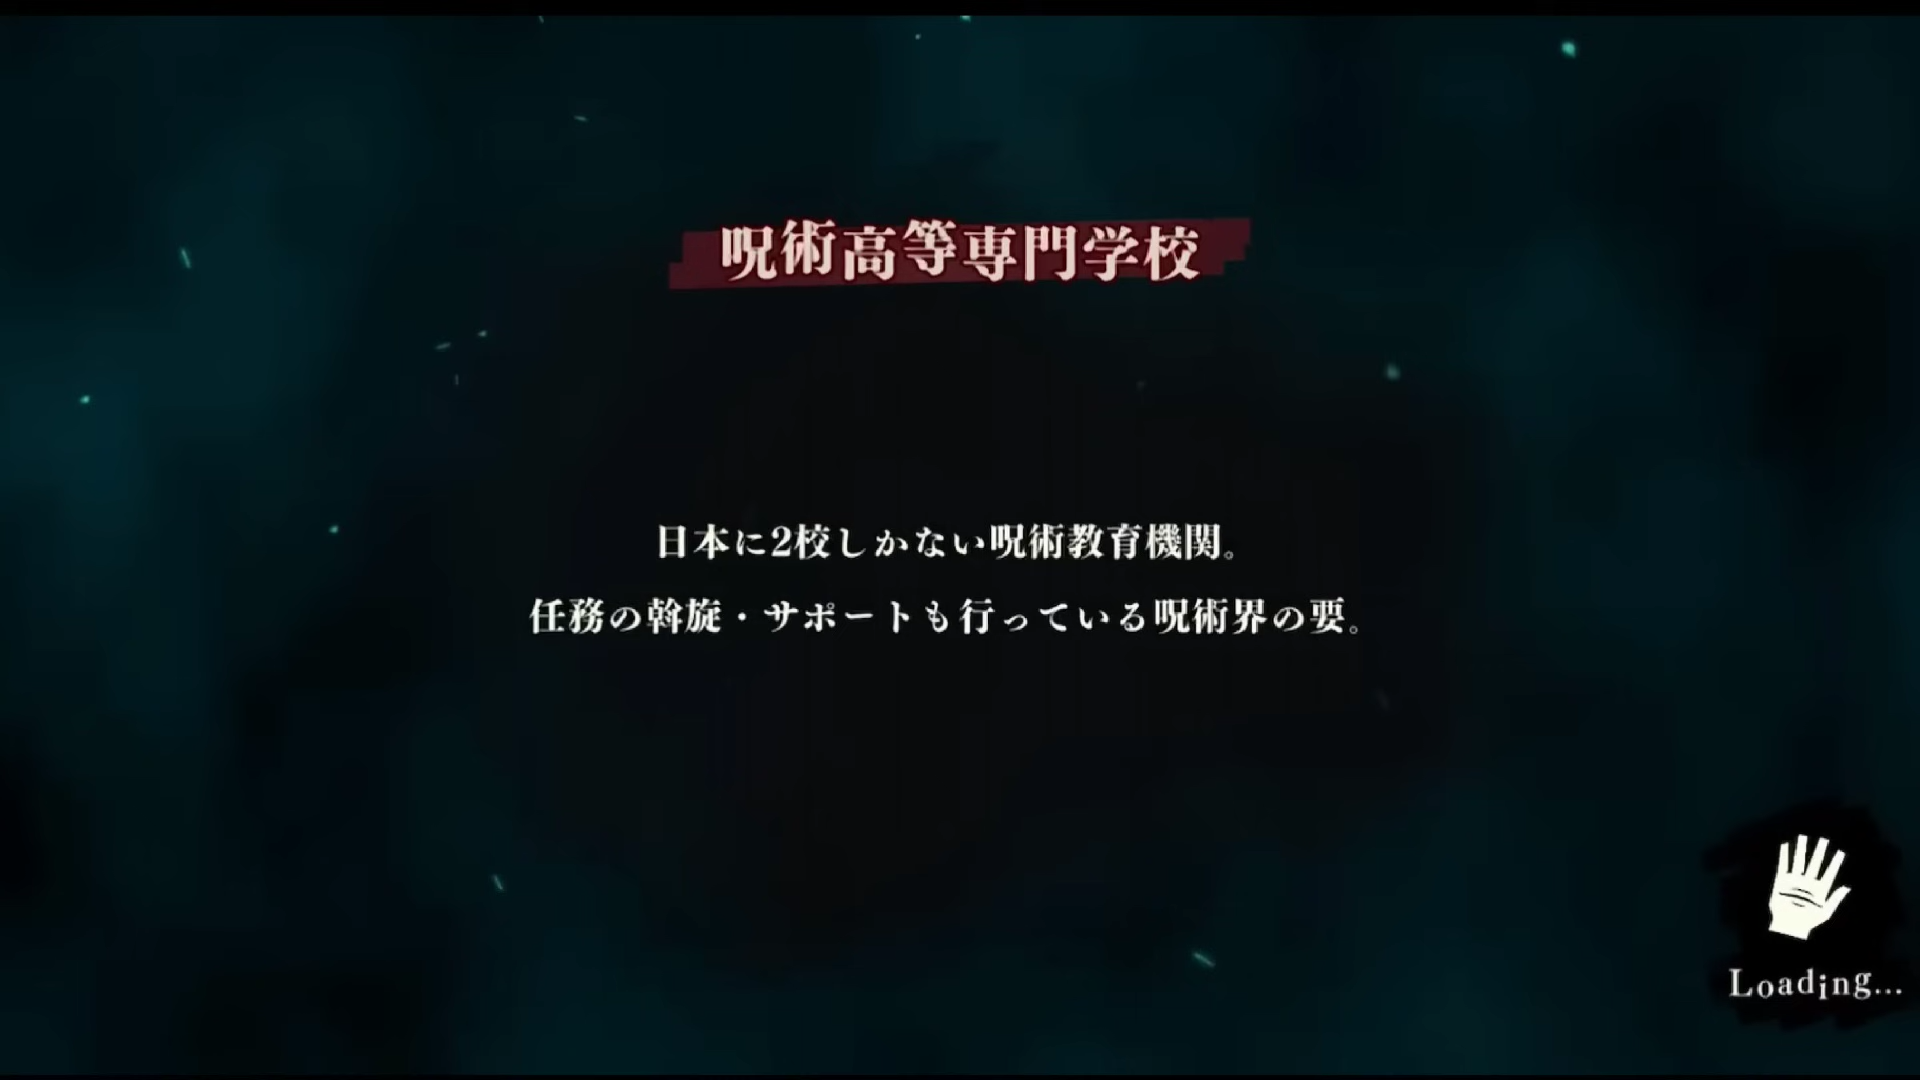 呪術高等専門学校
日本に2校しかない呪術教育機関。
任務の斡旋・サポートも行っている呪術界の要。
Loading...